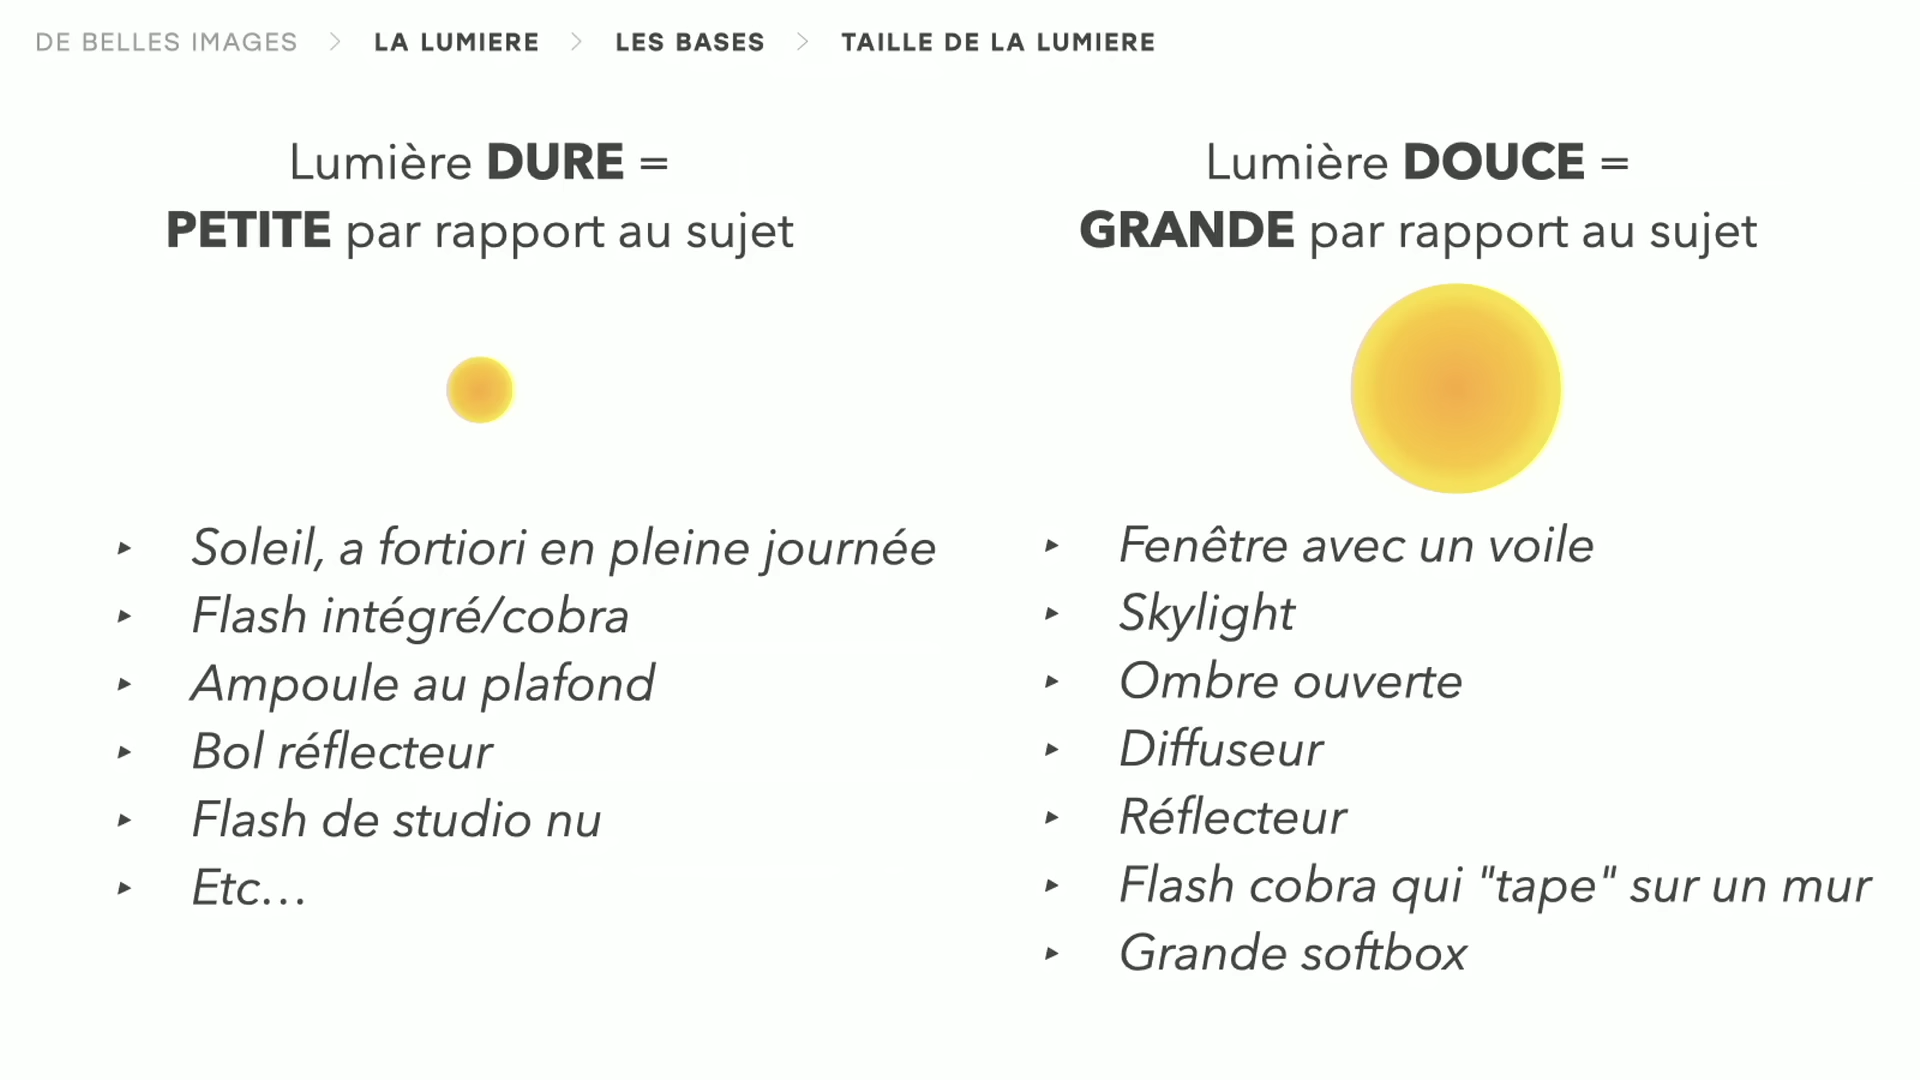 DE BELLES IMAGES > LA LUMIERE > LES BASES > TAILLE DE LA LUMIERE
Lumière DURE =
PETITE par rapport au sujet
▸ Soleil, a fortiori en pleine journée
▸ Flash intégré/cobra
▸ Ampoule au plafond
▸ Bol réflecteur
▸ Flash de studio nu
▸ Etc…
Lumière DOUCE =
GRANDE par rapport au sujet
▸ Fenêtre avec un voile
▸ Skylight
▸ Ombre ouverte
▸ Diffuseur
▸ Réflecteur
▸ Flash cobra qui "tape" sur un mur
▸ Grande softbox